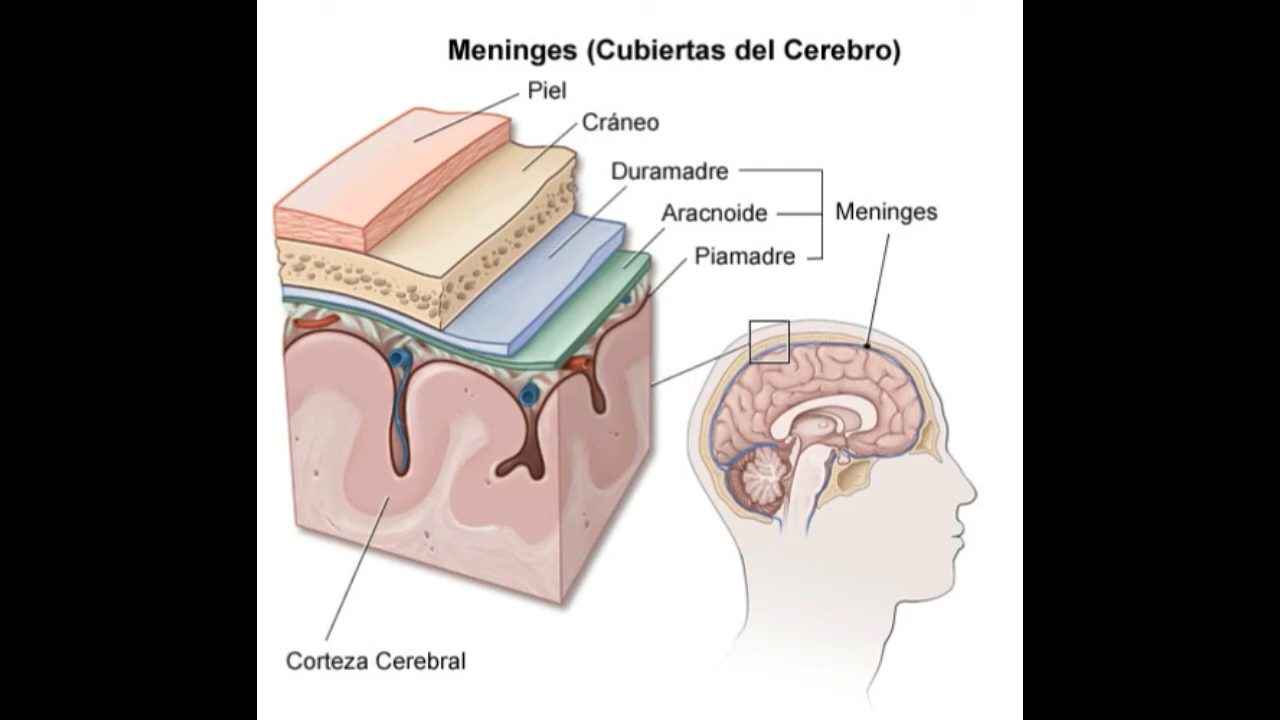 Meninges (Cubiertas del Cerebro)
Piel
Cráneo
Duramadre
Aracnoide
Meninges
Piamadre
Corteza Cerebral